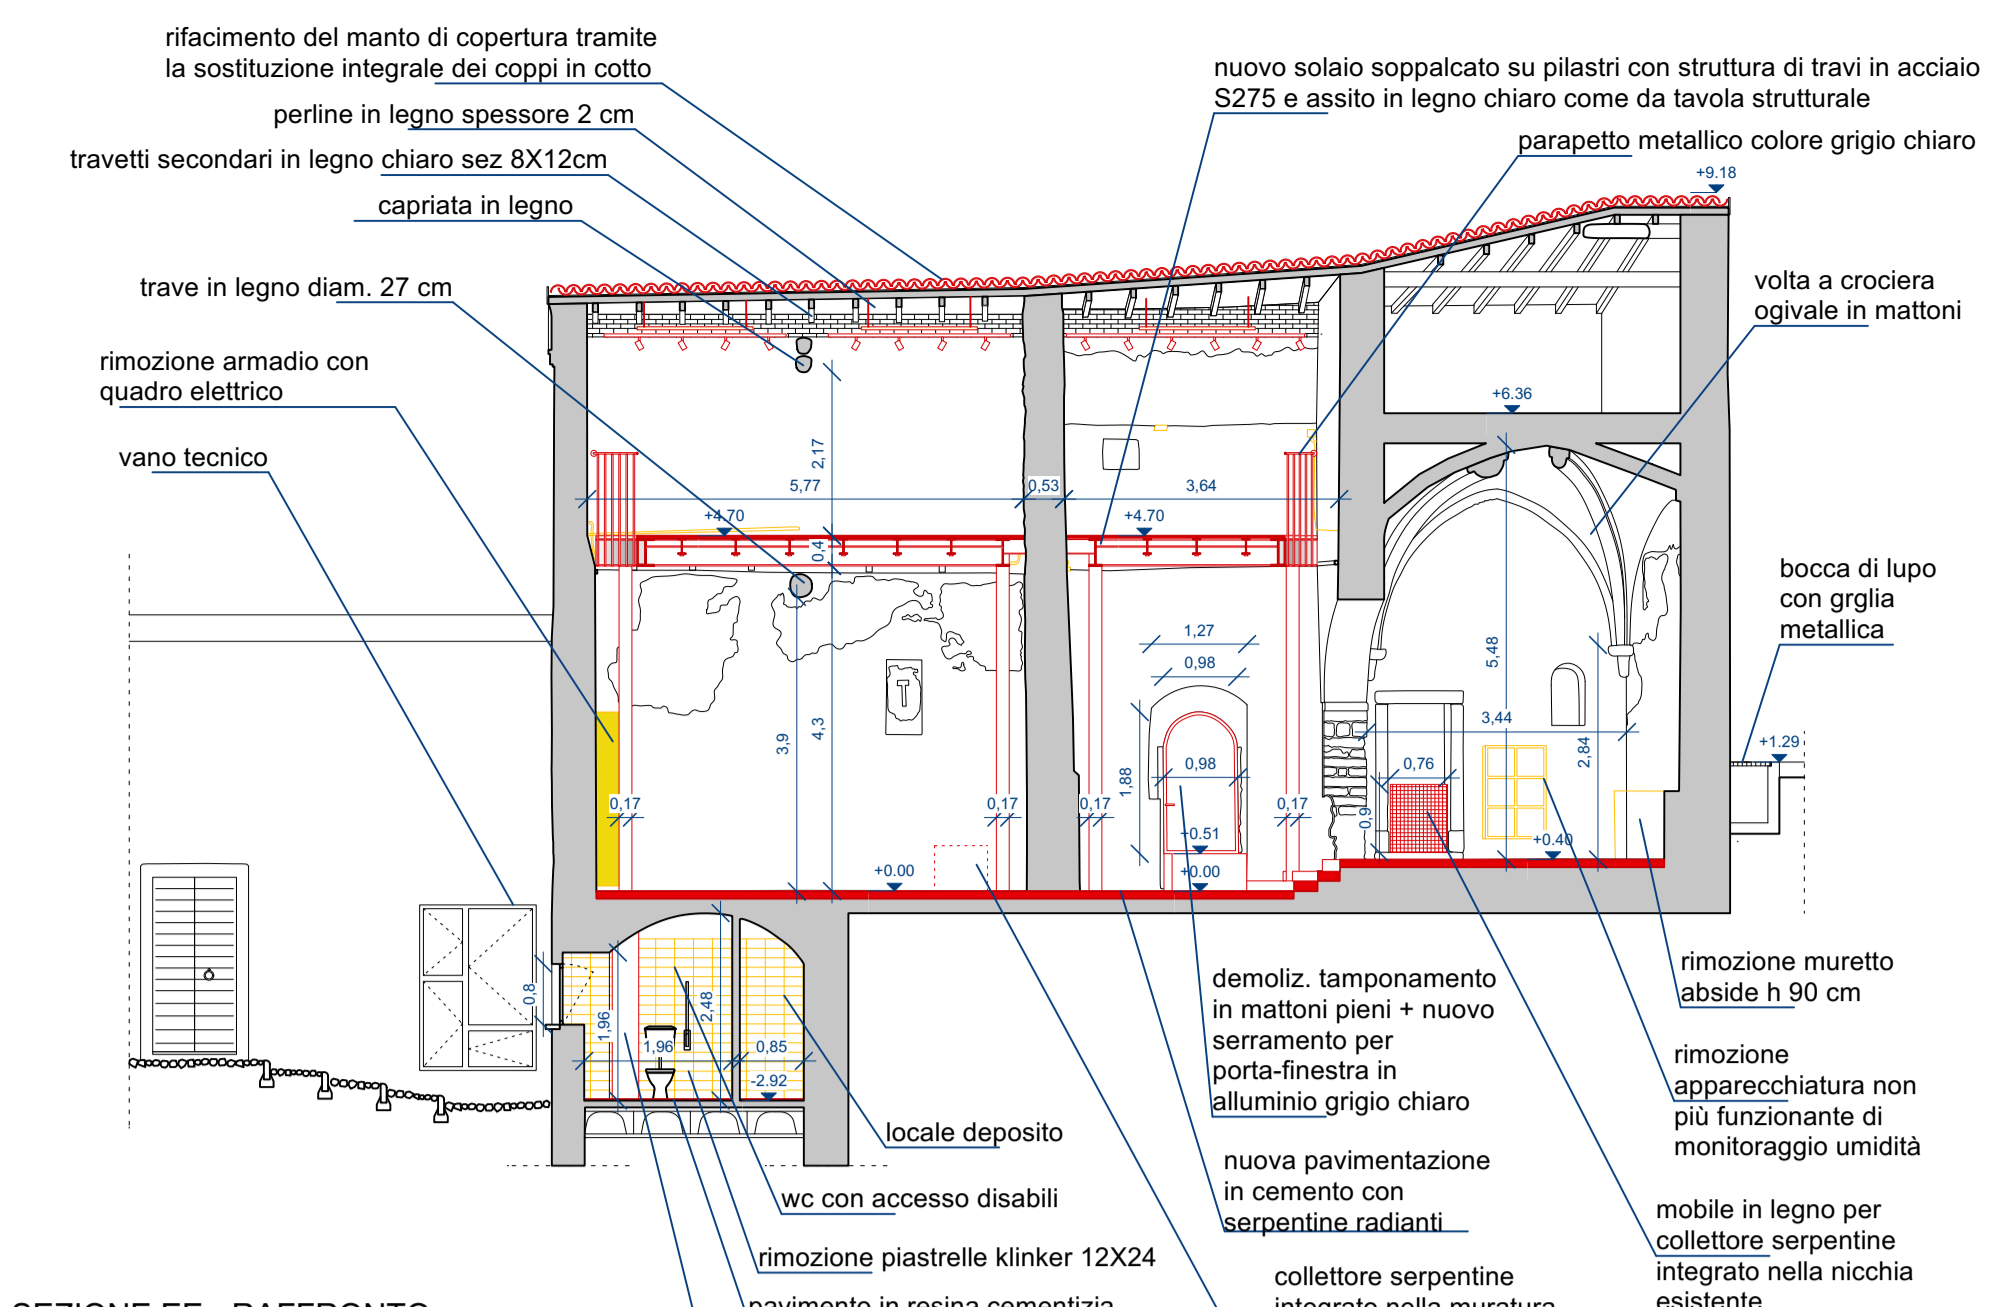 rifacimento del manto di copertura tramite
la sostituzione integrale dei coppi in cotto
perline in legno spessore 2 cm
travetti secondari in legno chiaro sez 8X12cm
capriata in legno
trave in legno diam. 27 cm
rimozione armadio con
quadro elettrico
vano tecnico
nuovo solaio soppalcato su pilastri con struttura di travi in acciaio
S275 e assito in legno chiaro come da tavola strutturale
parapetto metallico colore grigio chiaro
+9.18
volta a crociera
ogivale in mattoni
+6.36
bocca di lupo
con grglia
metallica
+1.29
2,17
5,77
0,53
3,64
+4.70
+4.70
0,4
1,27
0,98
5,48
3,44
2,84
3,9
4,3
1,88
0,98
0,76
0,17
0,17
0,17
0,17
0,9
+0.51
+0.40
+0.00
+0.00
0,8
1,96
2,48
1,96
0,85
-2.92
rimozione muretto
abside h 90 cm
demoliz. tamponamento
in mattoni pieni + nuovo
serramento per
porta-finestra in
alluminio grigio chiaro
rimozione
apparecchiatura non
più funzionante di
monitoraggio umidità
locale deposito
wc con accesso disabili
nuova pavimentazione
in cemento con
serpentine radianti
mobile in legno per
collettore serpentine
integrato nella nicchia
esistente
rimozione piastrelle klinker 12X24
collettore serpentine
integrato nella muratura
pavimento in resina cementizia
SEZIONE EE - RAFFRONTO